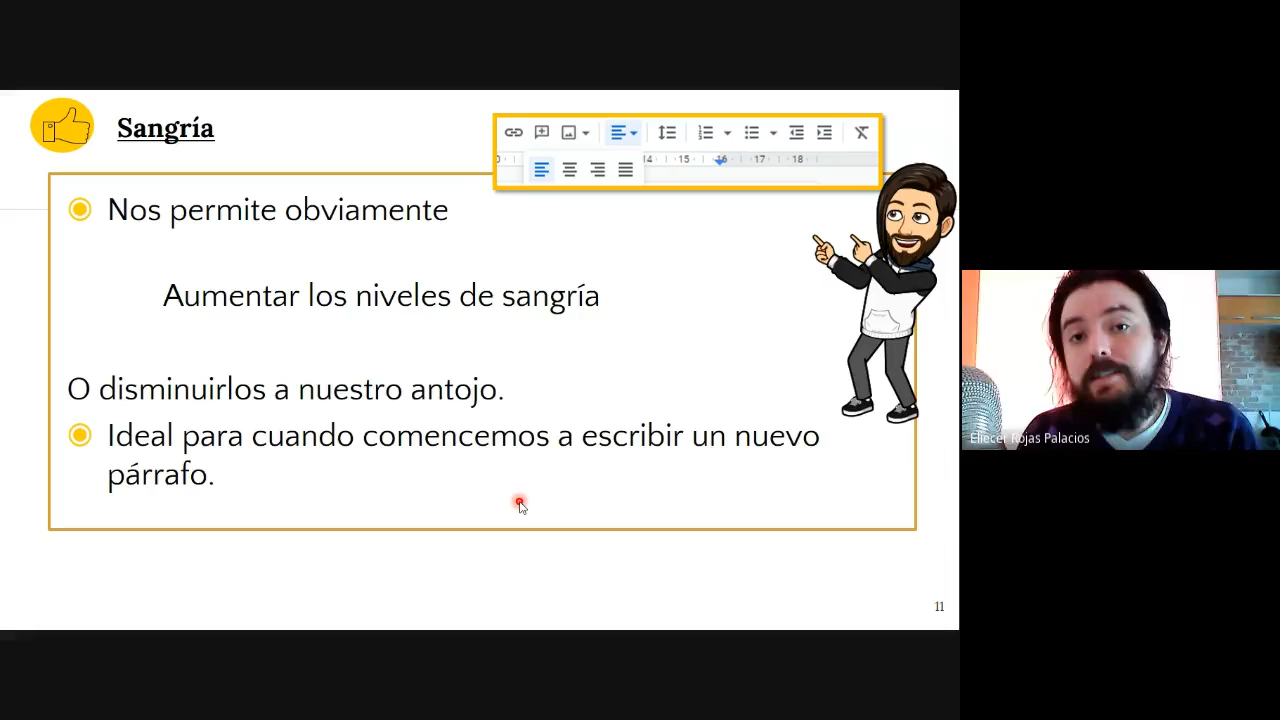 Sangría
14 15 16 17 18
Nos permite obviamente
Aumentar los niveles de sangría
O disminuirlos a nuestro antojo.
Ideal para cuando comencemos a escribir un nuevo
párrafo.
Eliecer Rojas Palacios
11